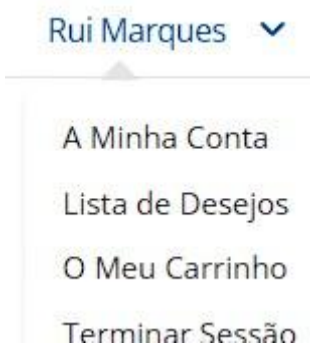 Rui Marques
A Minha Conta
Lista de Desejos
O Meu Carrinho
Terminar Sessão